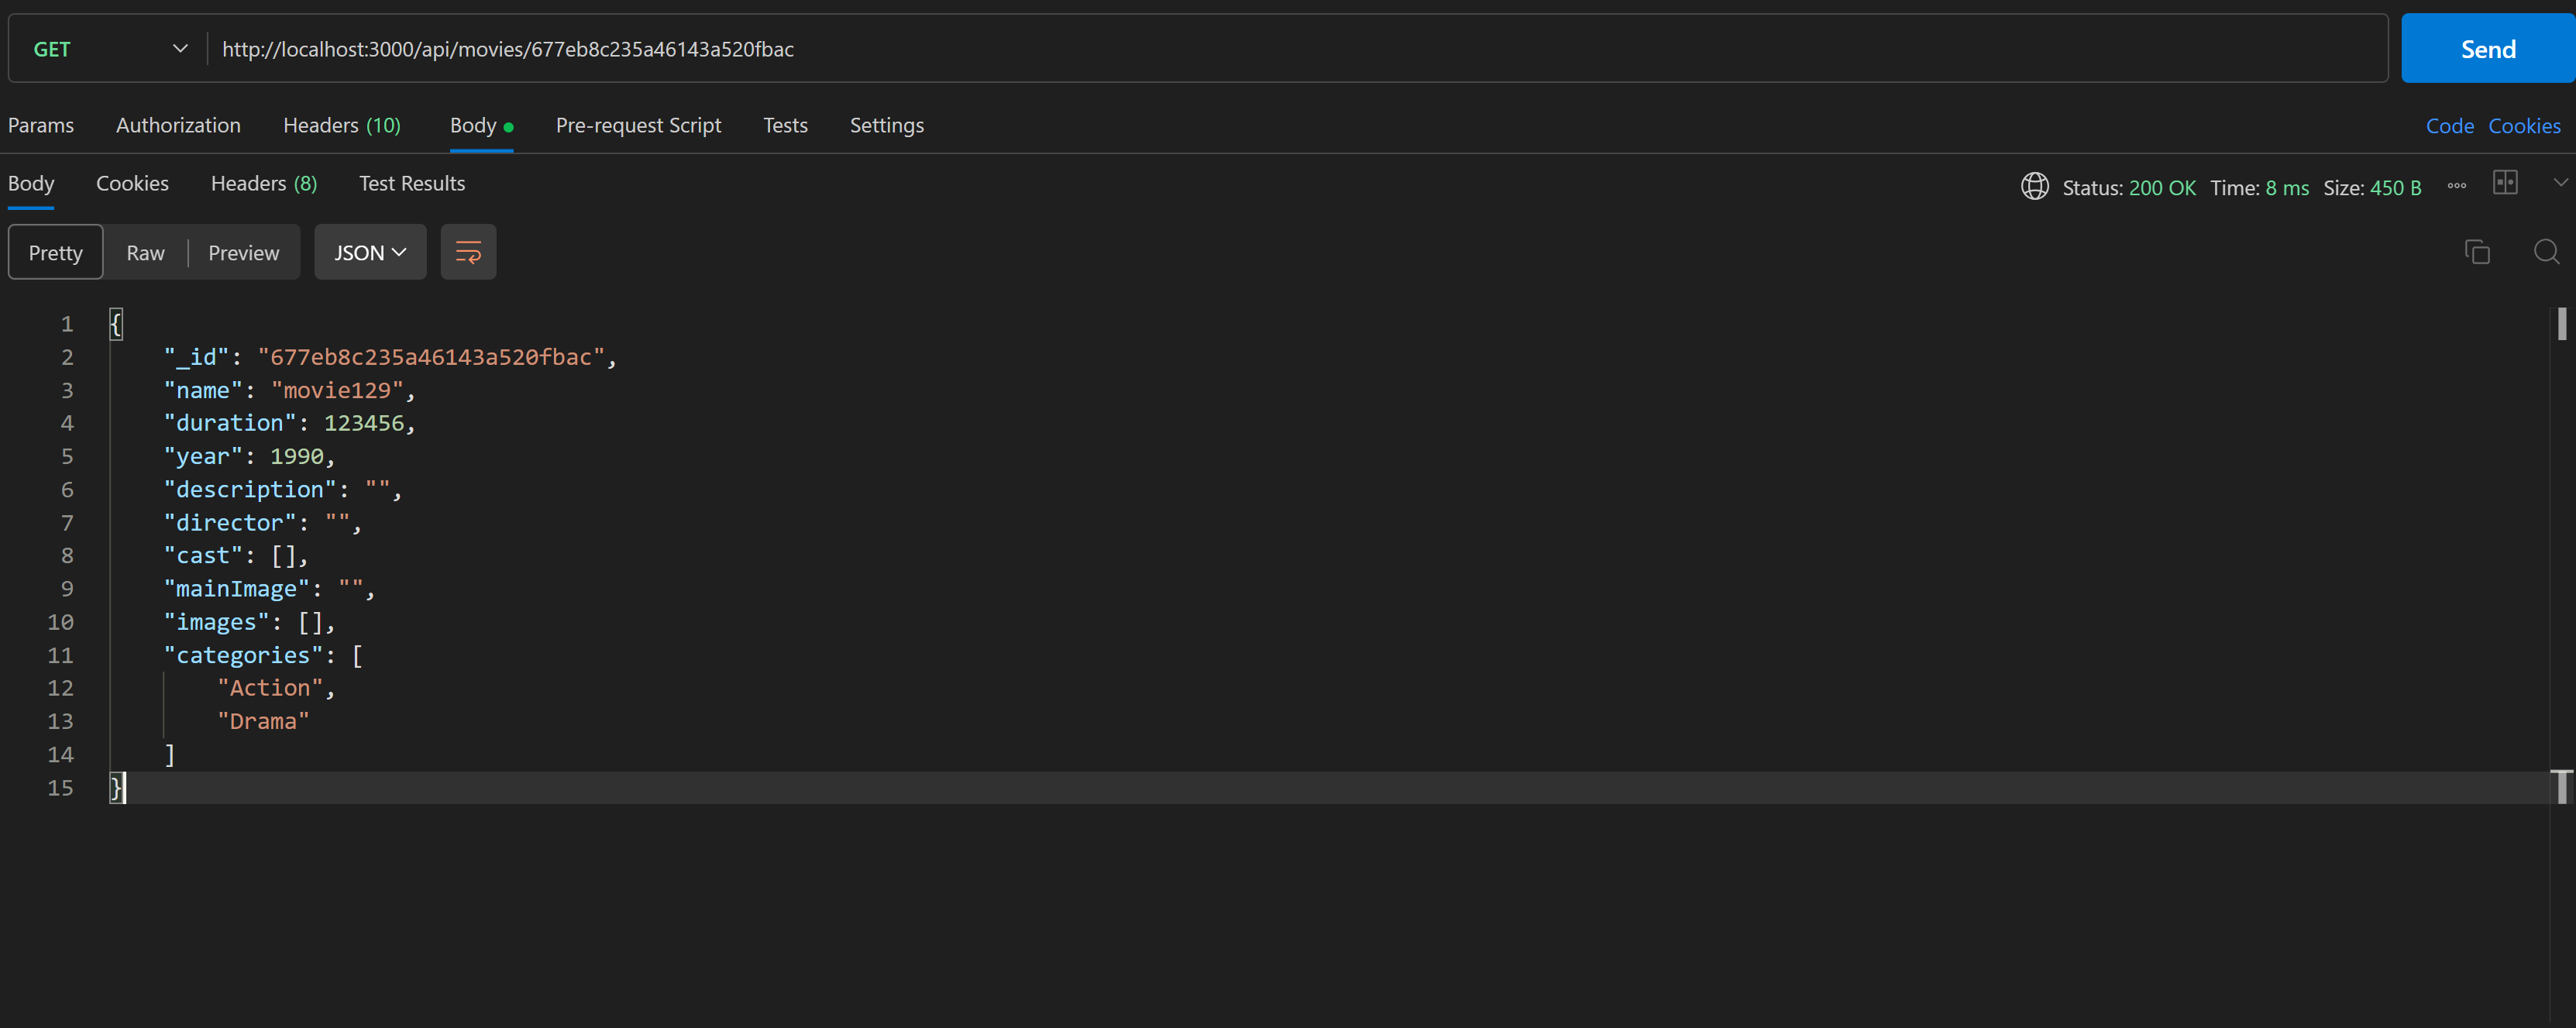 GET http://localhost:3000/api/movies/677eb8c235a46143a520fbac Send
Params Authorization Headers (10) Body Pre-request Script Tests Settings Code Cookies
Body Cookies Headers (8) Test Results Status: 200 OK Time: 8 ms Size: 450 B
Pretty Raw Preview JSON
1 {
2 "_id": "677eb8c235a46143a520fbac",
3 "name": "movie129",
4 "duration": 123456,
5 "year": 1990,
6 "description": "",
7 "director": "",
8 "cast": [],
9 "mainImage": "",
10 "images": [],
11 "categories": [
12 "Action",
13 "Drama"
14 ]
15 }